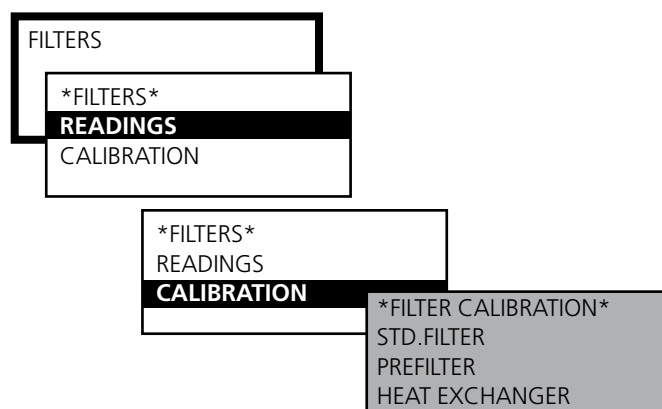 FILTERS
*FILTERS*
READINGS
CALIBRATION
*FILTERS*
READINGS
CALIBRATION
*FILTER CALIBRATION*
STD.FILTER
PREFILTER
HEAT EXCHANGER